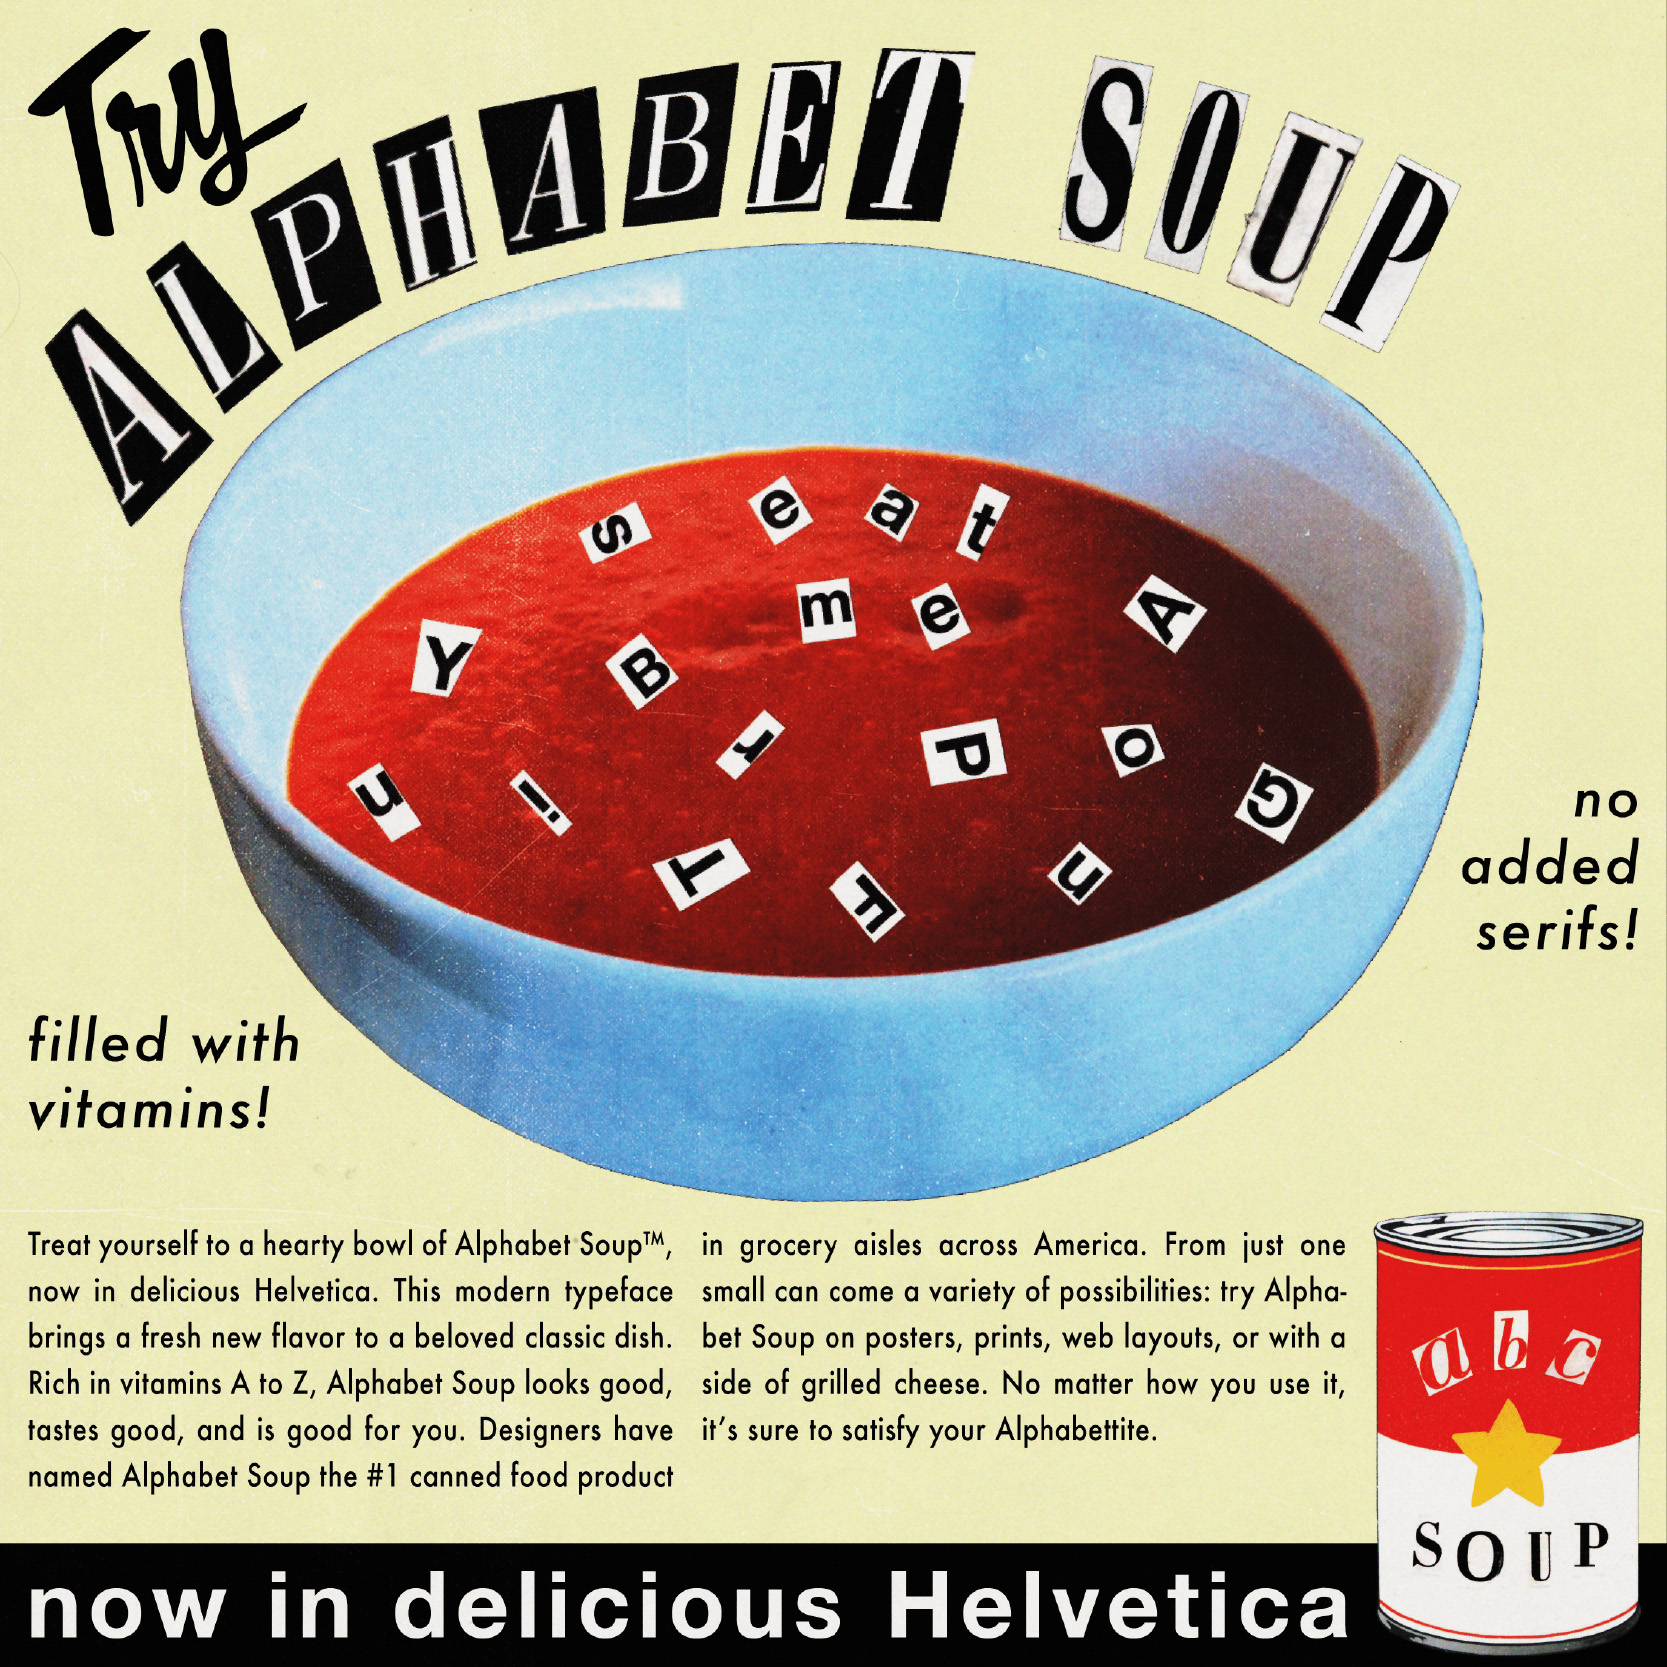 Try
ALPHABET SOUP
s e a t
m e
Y B A
r P o
u i G
T F n
no
added
serifs!
filled with
vitamins!
Treat yourself to a hearty bowl of Alphabet Soup™,
now in delicious Helvetica. This modern typeface
brings a fresh new flavor to a beloved classic dish.
Rich in vitamins A to Z, Alphabet Soup looks good,
tastes good, and is good for you. Designers have
named Alphabet Soup the #1 canned food product
in grocery aisles across America. From just one
small can come a variety of possibilities: try Alpha-
bet Soup on posters, prints, web layouts, or with a
side of grilled cheese. No matter how you use it,
it's sure to satisfy your Alphabettite.
abc
SOUP
now in delicious Helvetica